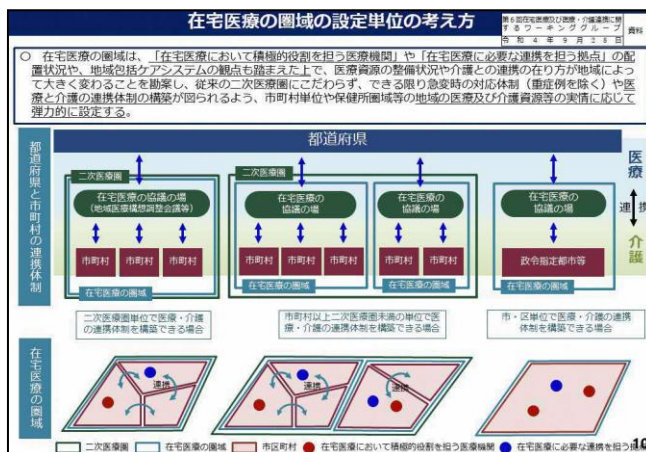 在宅医療の圏域の設定単位の考え方
第6回在宅医療及び医療・介護連携に関
するワーキンググループ
令和4年9月28日
資料
○ 在宅医療の圏域は、「在宅医療において積極的役割を担う医療機関」や「在宅医療に必要な連携を担う拠点」の配
置状況や、地域包括ケアシステムの観点も踏まえた上で、医療資源の整備状況や介護との連携の在り方が地域によっ
て大きく変わることを勘案し、従来の二次医療圏にこだわらず、できる限り急変時の対応体制（重症例を除く）や医
療と介護の連携体制の構築が図られるよう、市町村単位や保健所圏域等の地域の医療及び介護資源等の実情に応じて
弾力的に設定する。
都道府県と市町村の連携体制
都道府県
医療
連携
介護
二次医療圏
在宅医療の協議の場
（地域医療構想調整会議等）
市町村
市町村
市町村
在宅医療の圏域
二次医療圏
在宅医療の
協議の場
市町村
市町村
市町村
在宅医療の圏域
在宅医療の
協議の場
市町村
市町村
在宅医療の
協議の場
政令指定都市等
在宅医療の圏域
二次医療圏単位で医療・介護
の連携体制を構築できる場合
市町村以上二次医療圏未満の単位で医
療・介護の連携体制を構築できる場合
市・区単位で医療・介護の連携
体制を構築できる場合
在宅医療の圏域
連携
連携
連携
二次医療圏
在宅医療の圏域
市区町村
在宅医療において積極的役割を担う医療機関
在宅医療に必要な連携を担う拠
10